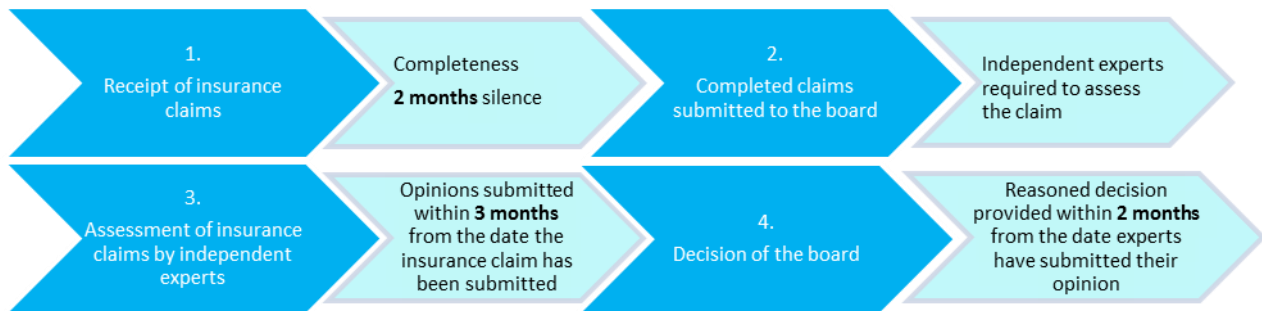 1.
Receipt of insurance
claims
Completeness
2 months silence
2.
Completed claims
submitted to the board
Independent experts
required to assess
the claim
3.
Assessment of insurance
claims by independent
experts
Opinions submitted
within 3 months
from the date the
insurance claim has
been submitted
4.
Decision of the board
Reasoned decision
provided within 2 months
from the date experts
have submitted their
opinion